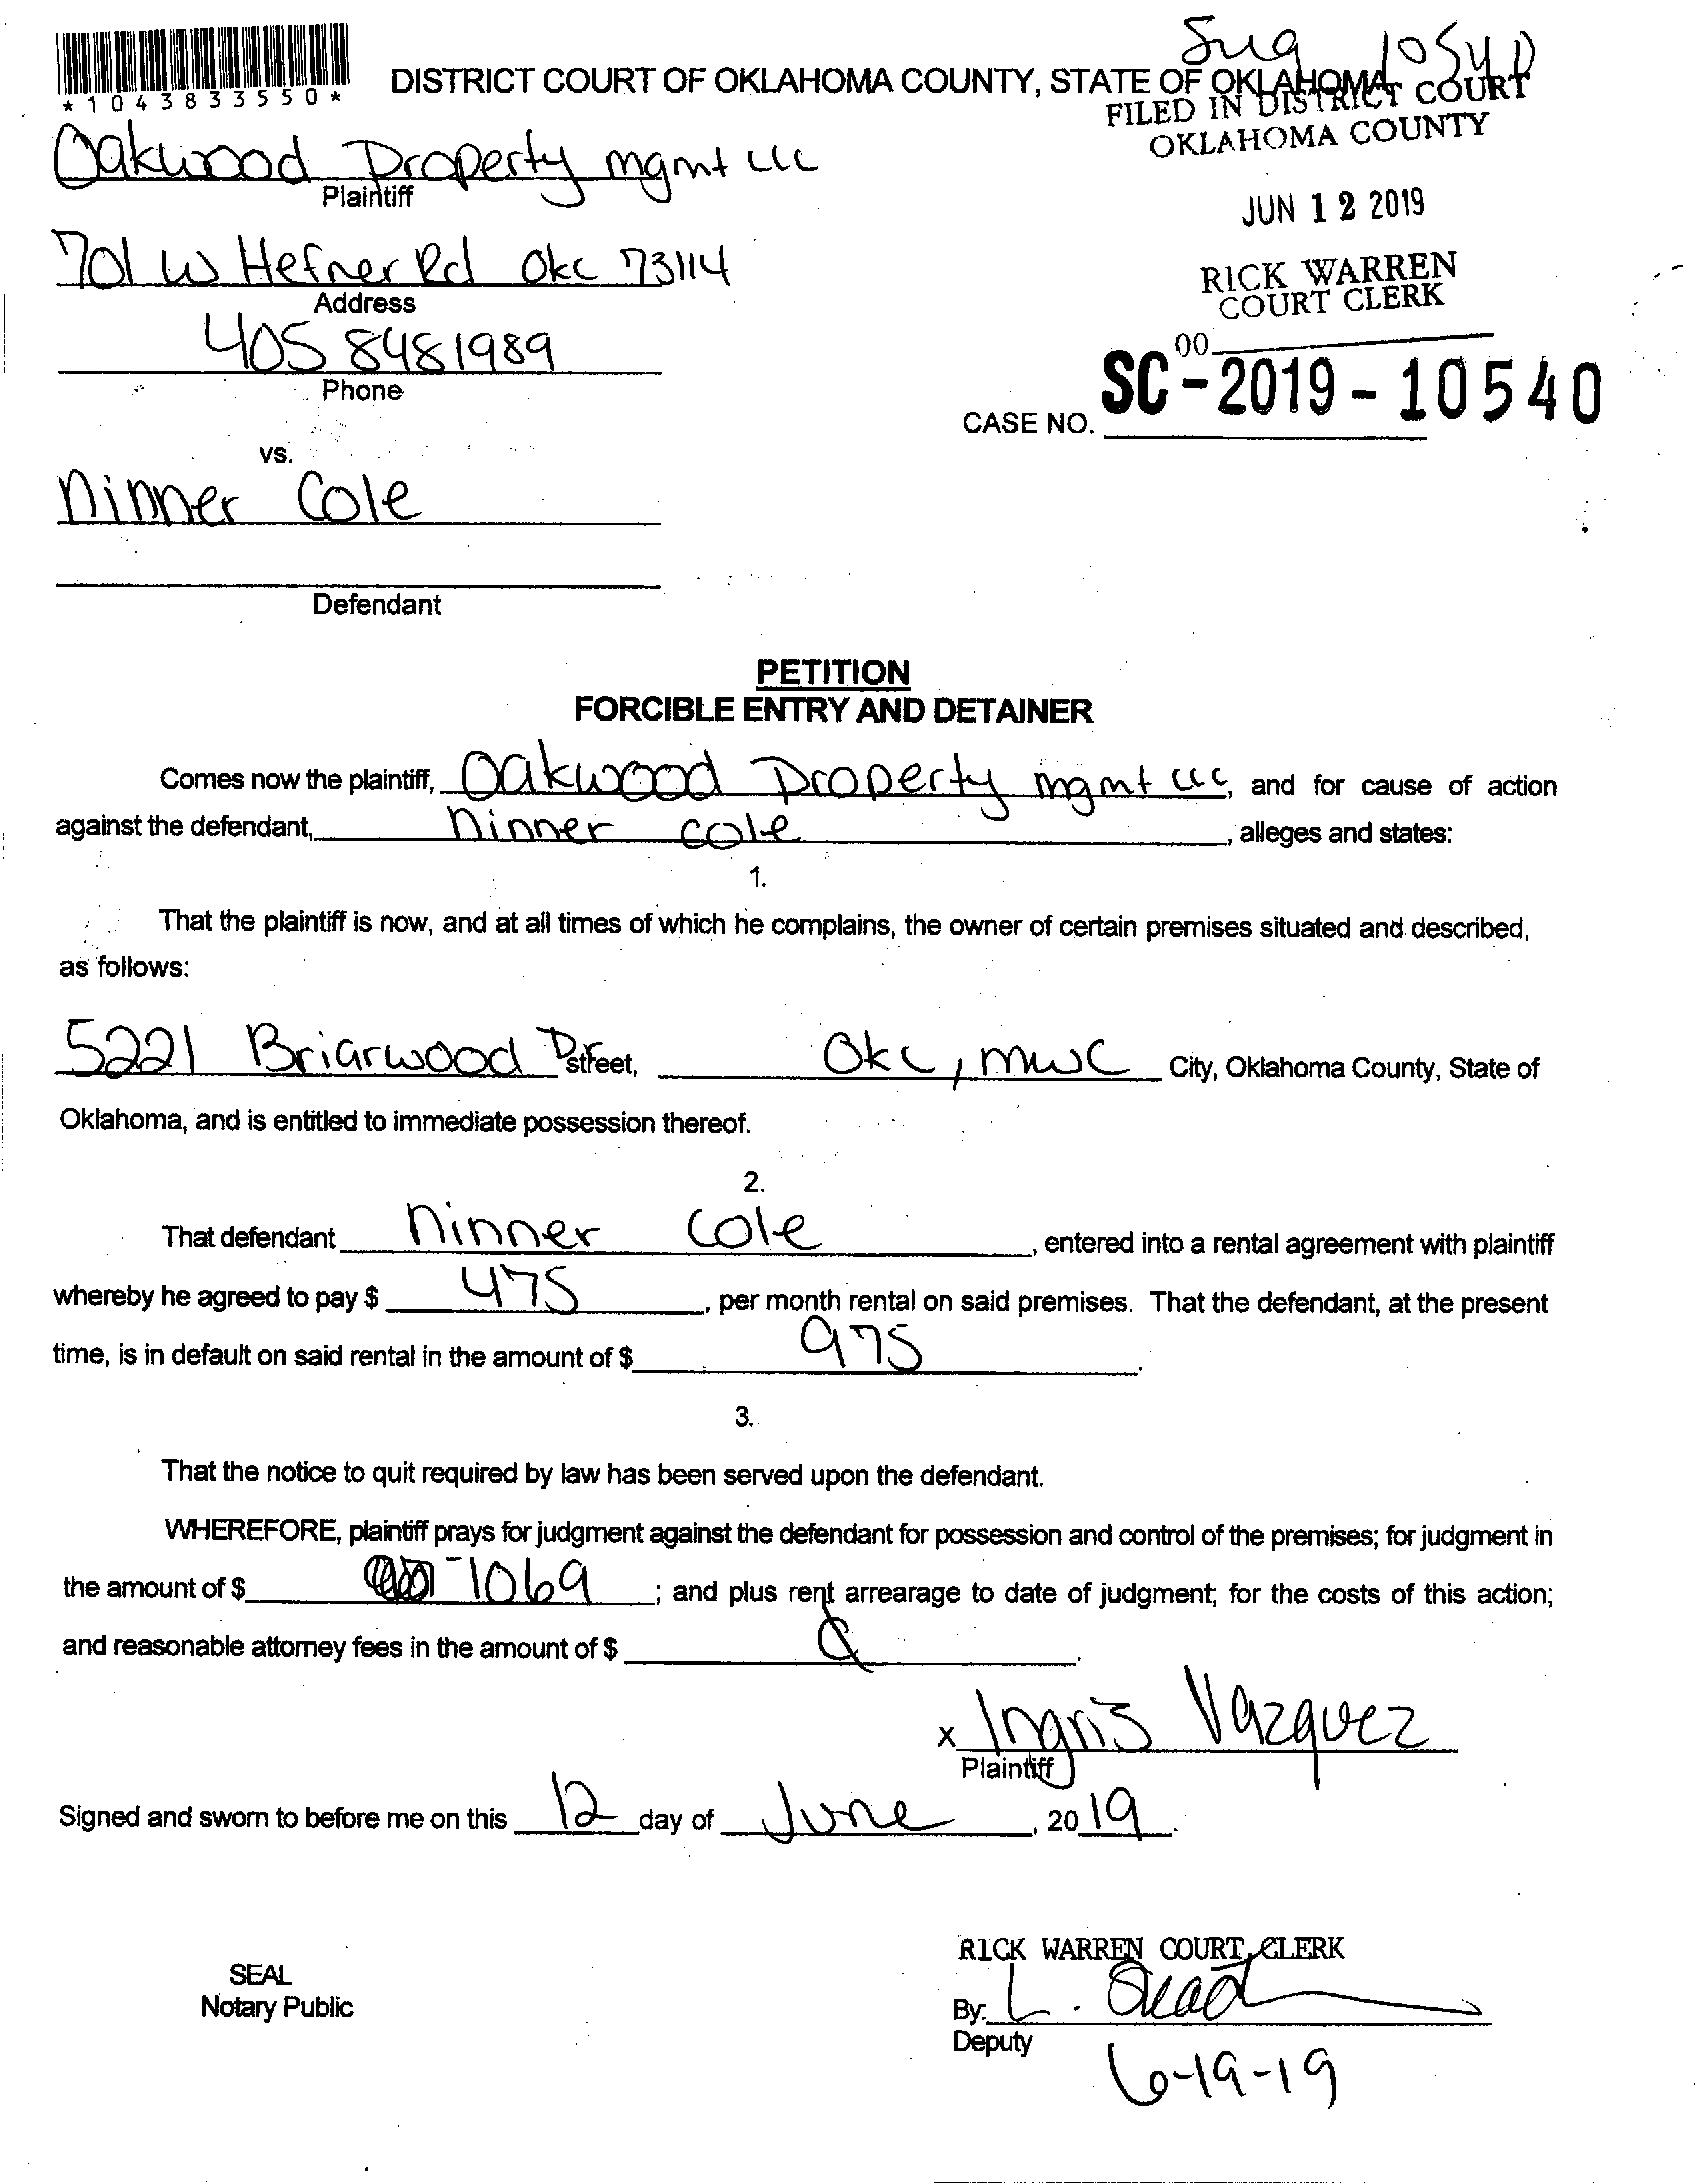 *1043833550*
DISTRICT COURT OF OKLAHOMA COUNTY, STATE OF OKLAHOMA
10540
FILED IN DISTRICT COURT
OKLAHOMA COUNTY
Oakwood Property mgmt LLC
Plaintiff
JUN 12 2019
701 W Hefner Rd Okc 73114
Address
RICK WARREN
COURT CLERK
405 8481989
Phone
00
CASE NO. SC-2019-10540
vs.
Ninner Cole
Defendant
PETITION
FORCIBLE ENTRY AND DETAINER
Comes now the plaintiff, Oakwood Property mgmt LLC, and for cause of action
against the defendant, Ninner cole, alleges and states:
1.
That the plaintiff is now, and at all times of which he complains, the owner of certain premises situated and described,
as follows:
5221 Briarwood Dr street, Okc, mwc City, Oklahoma County, State of
Oklahoma, and is entitled to immediate possession thereof.
2.
That defendant Ninner Cole, entered into a rental agreement with plaintiff
whereby he agreed to pay $ 475, per month rental on said premises. That the defendant, at the present
time, is in default on said rental in the amount of $ 975.
3.
That the notice to quit required by law has been served upon the defendant.
WHEREFORE, plaintiff prays for judgment against the defendant for possession and control of the premises; for judgment in
the amount of $ 1069; and plus rent arrearage to date of judgment; for the costs of this action;
and reasonable attorney fees in the amount of $
x Ingris Vazquez
Plaintiff
Signed and sworn to before me on this 12 day of June, 2019.
RICK WARREN COURT CLERK
SEAL
Notary Public
By: L.
Deputy
6-19-19